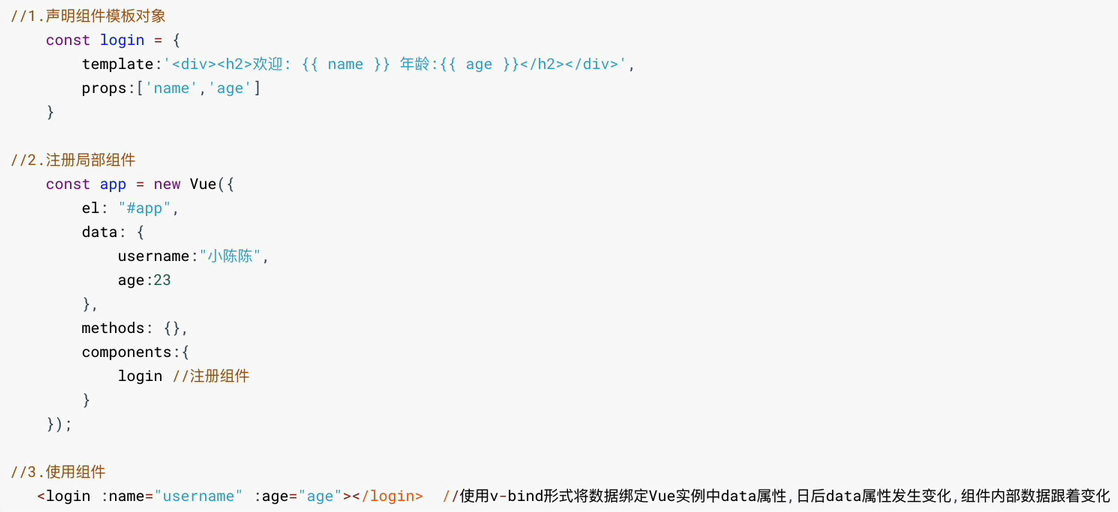 //1.声明组件模板对象
    const login = {
        template:'<div><h2>欢迎: {{ name }} 年龄:{{ age }}</h2></div>',
        props:['name','age']
    }

//2.注册局部组件
    const app = new Vue({
        el: "#app",
        data: {
            username:"小陈陈",
            age:23
        },
        methods: {},
        components:{
            login //注册组件
        }
    });

//3.使用组件
   <login :name="username" :age="age"></login>  //使用v-bind形式将数据绑定Vue实例中data属性,日后data属性发生变化,组件内部数据跟着变化